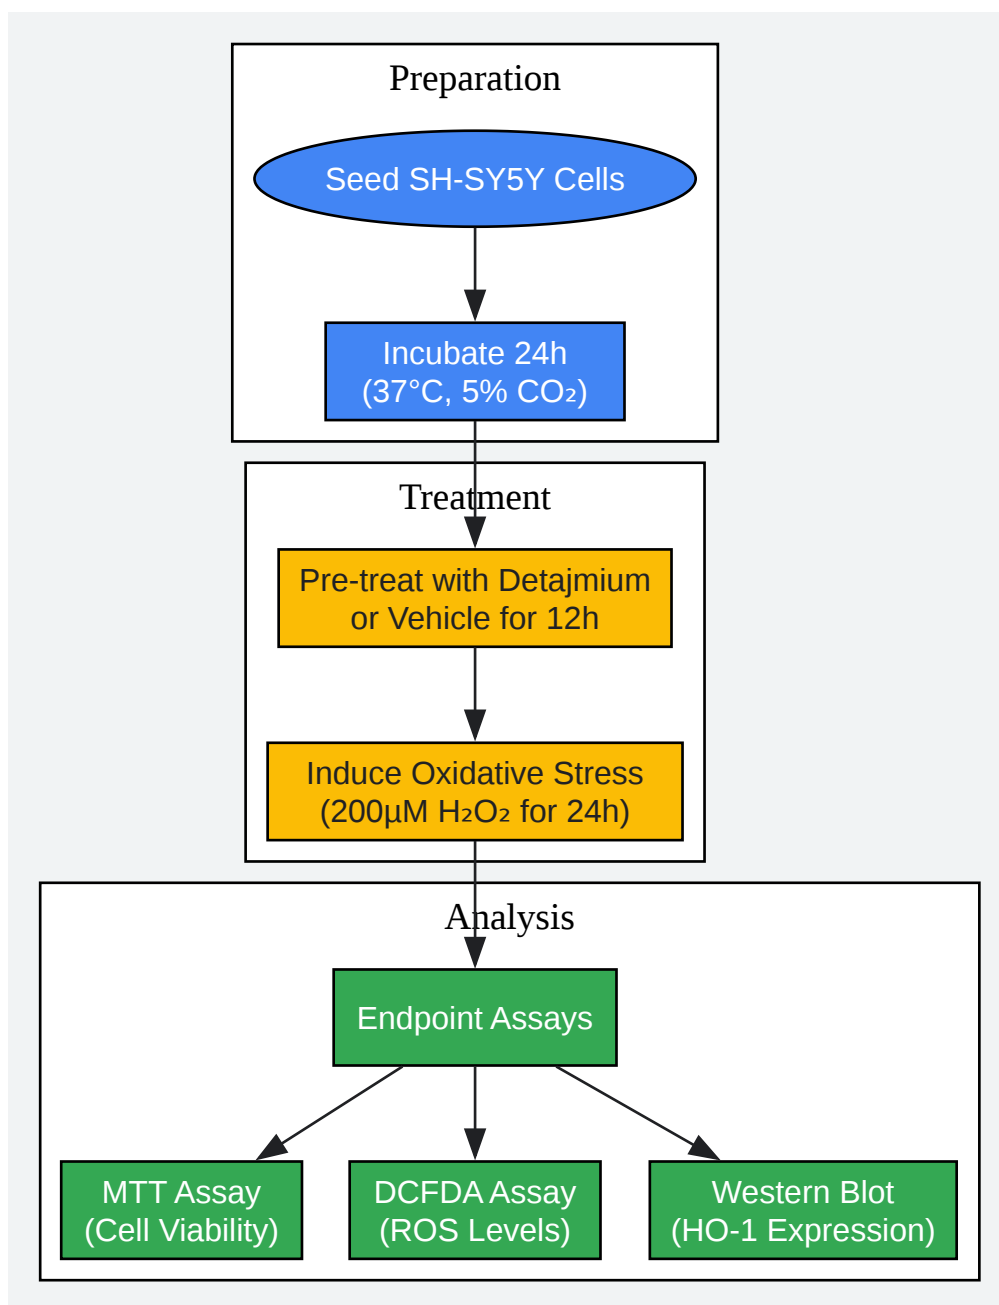 Preparation
Seed SH-SY5Y Cells
Incubate 24h
(37°C, 5% CO₂)
Treatment
Pre-treat with Detajmium
or Vehicle for 12h
Induce Oxidative Stress
(200µM H₂O₂ for 24h)
Analysis
Endpoint Assays
MTT Assay
(Cell Viability)
DCFDA Assay
(ROS Levels)
Western Blot
(HO-1 Expression)